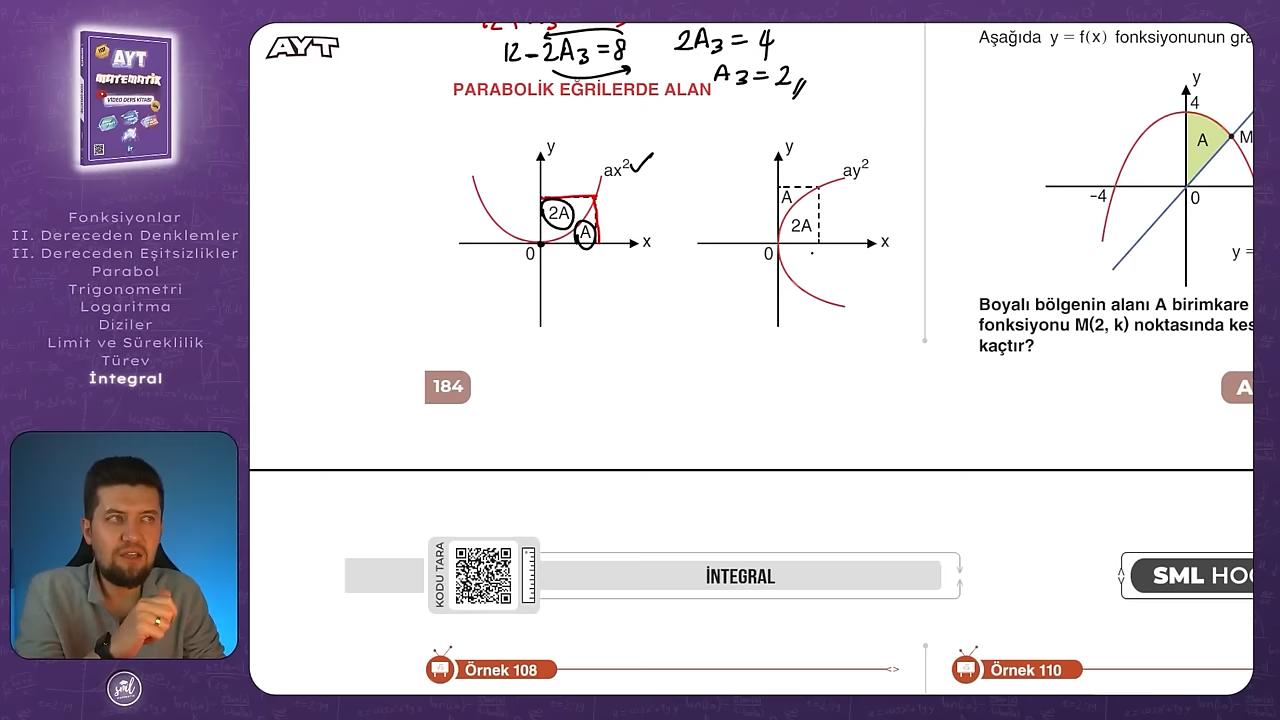 AYT
AYT
MATEMATİK
VİDEO DERS KİTABI
Fonksiyonlar
II. Dereceden Denklemler
II. Dereceden Eşitsizlikler
Parabol
Trigonometri
Logaritma
Diziler
Limit ve Süreklilik
Türev
İntegral
sml
12 - 2A3 = 8
2A3 = 4
A3 = 2
PARABOLİK EĞRİLERDE ALAN
y
ax²
2A
A
x
0
y
ay²
A
2A
x
0
184
Aşağıda y = f(x) fonksiyonunun gra
y
4
A
M
-4
0
y =
Boyalı bölgenin alanı A birimkare
fonksiyonu M(2, k) noktasında kes
kaçtır?
A
KODU TARA
İNTEGRAL
SML HO
Örnek 108
Örnek 110